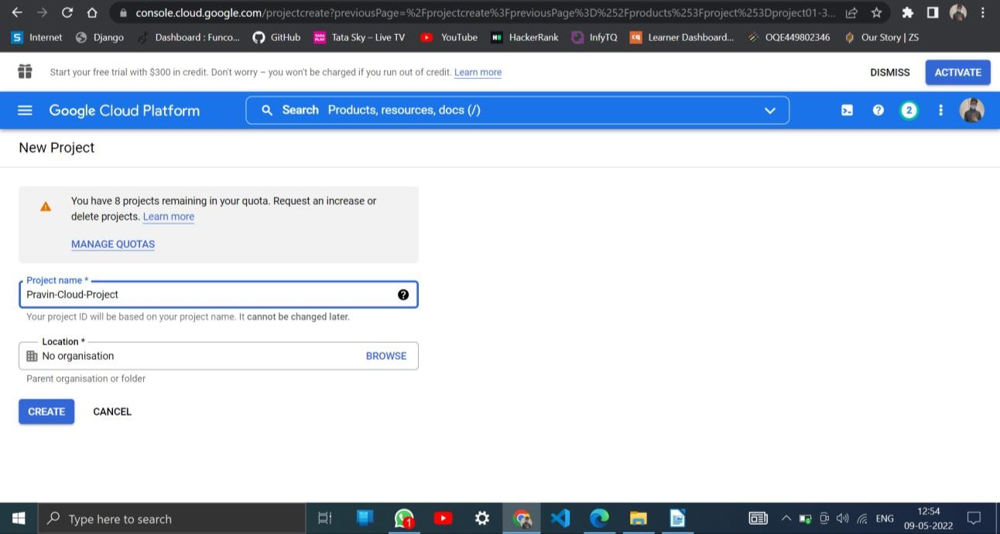 console.cloud.google.com/projectcreate?previousPage=%2Fprojectcreate%3FpreviousPage%3D%252Fproducts%253Fproject%253Dproject01-3...
S Internet Django Dashboard : Funco... GitHub TATA PLAY Tata Sky – Live TV YouTube HackerRank InfyTQ CQ Learner Dashboard... OQE449802346 Our Story | ZS
Start your free trial with $300 in credit. Don't worry – you won't be charged if you run out of credit. Learn more DISMISS ACTIVATE
Google Cloud Platform Search Products, resources, docs (/) 2
New Project
You have 8 projects remaining in your quota. Request an increase or
delete projects. Learn more
MANAGE QUOTAS
Project name *
Pravin-Cloud-Project
Your project ID will be based on your project name. It cannot be changed later.
Location *
No organisation BROWSE
Parent organisation or folder
CREATE CANCEL
Type here to search 1 ENG 12:54
09-05-2022